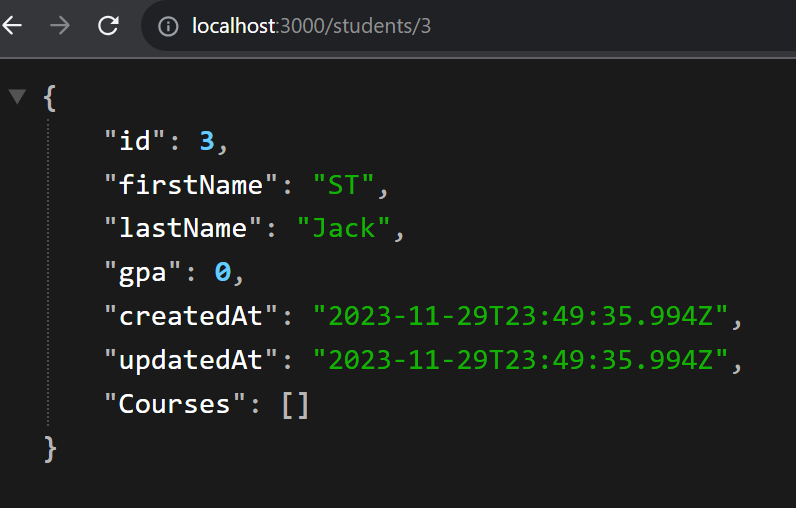 localhost:3000/students/3
{
"id": 3,
"firstName": "ST",
"lastName": "Jack",
"gpa": 0,
"createdAt": "2023-11-29T23:49:35.994Z",
"updatedAt": "2023-11-29T23:49:35.994Z",
"Courses": []
}